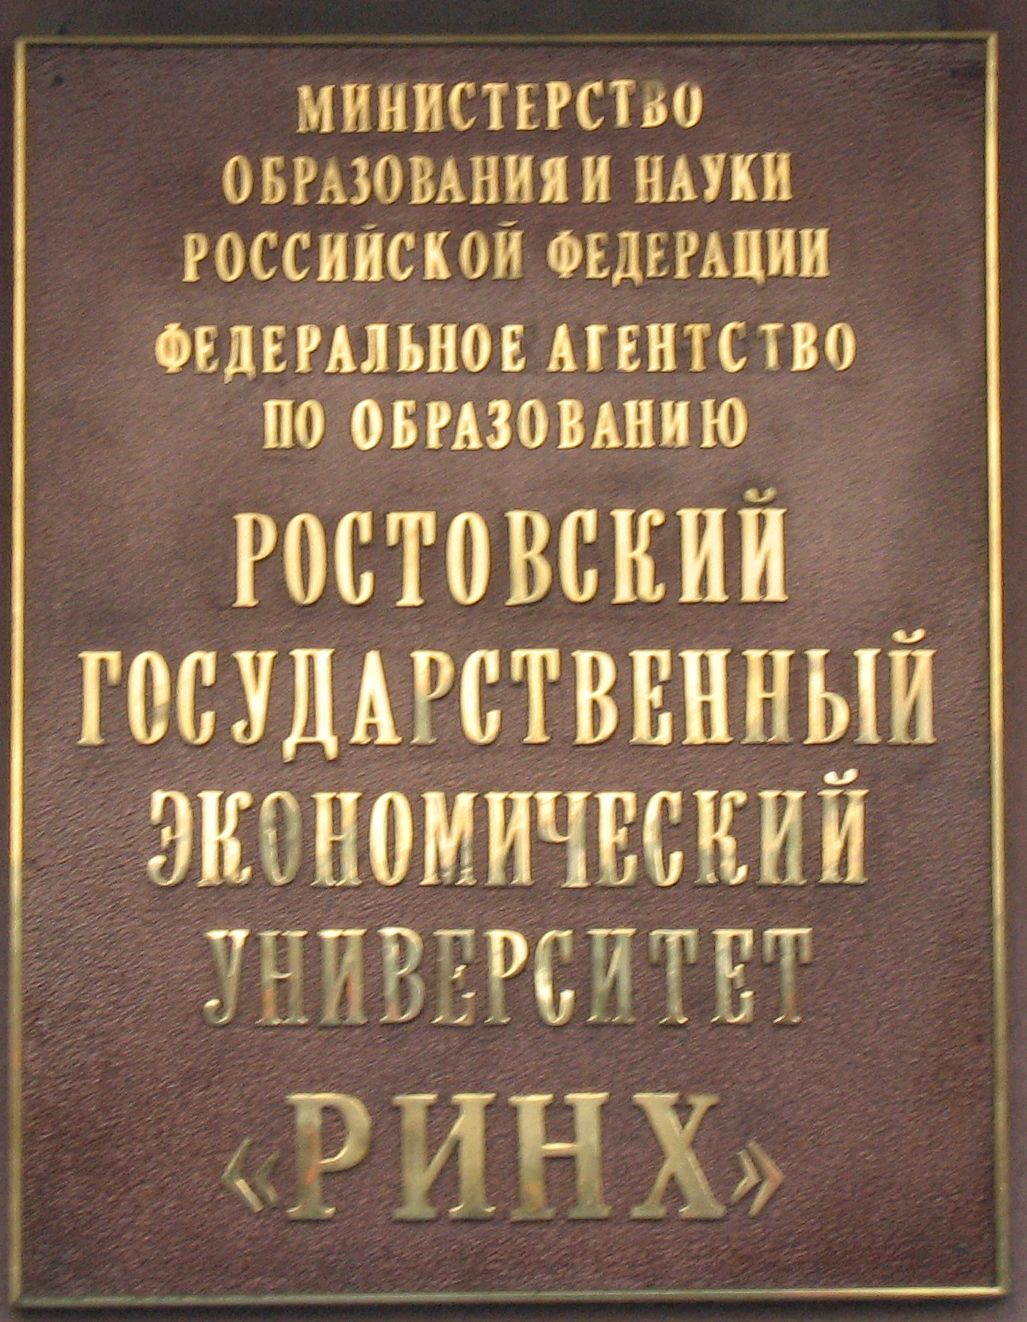 МИНИСТЕРСТВО
ОБРАЗОВАНИЯ И НАУКИ
РОССИЙСКОЙ ФЕДЕРАЦИИ
ФЕДЕРАЛЬНОЕ АГЕНТСТВО
ПО ОБРАЗОВАНИЮ
РОСТОВСКИЙ
ГОСУДАРСТВЕННЫЙ
ЭКОНОМИЧЕСКИЙ
УНИВЕРСИТЕТ
«РИНХ»